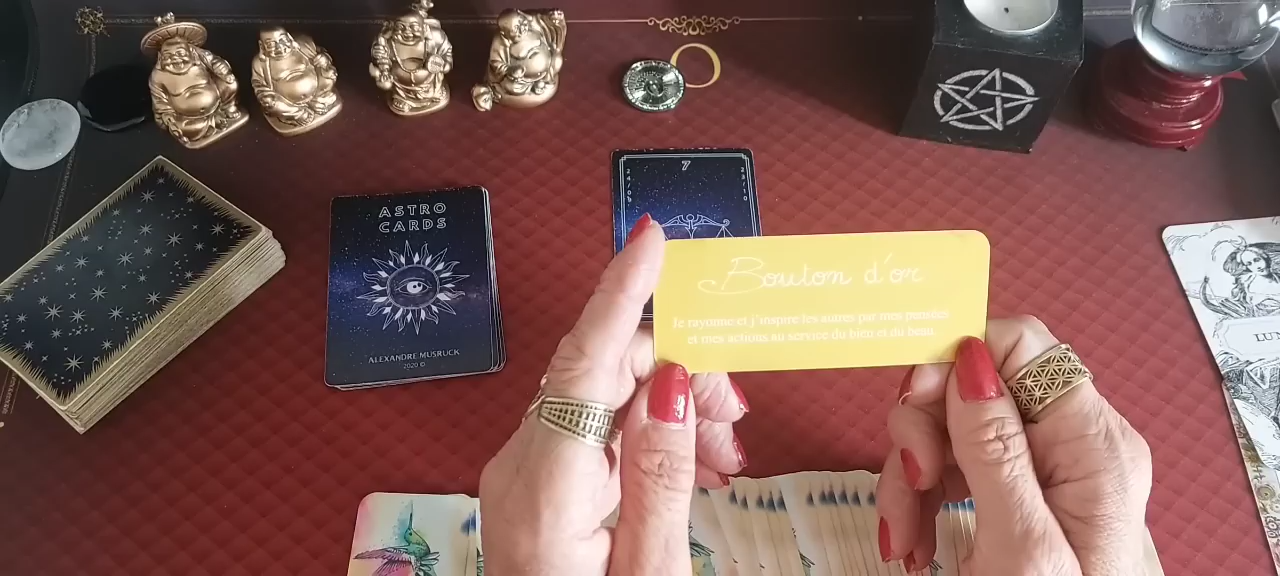 ASTRO
CARDS
ALEXANDRE MUSRUCK
2020 ©
7
Bouton d'or
Je rayonne et j'inspire les autres par mes pensées
et mes actions au service du bien et du beau.